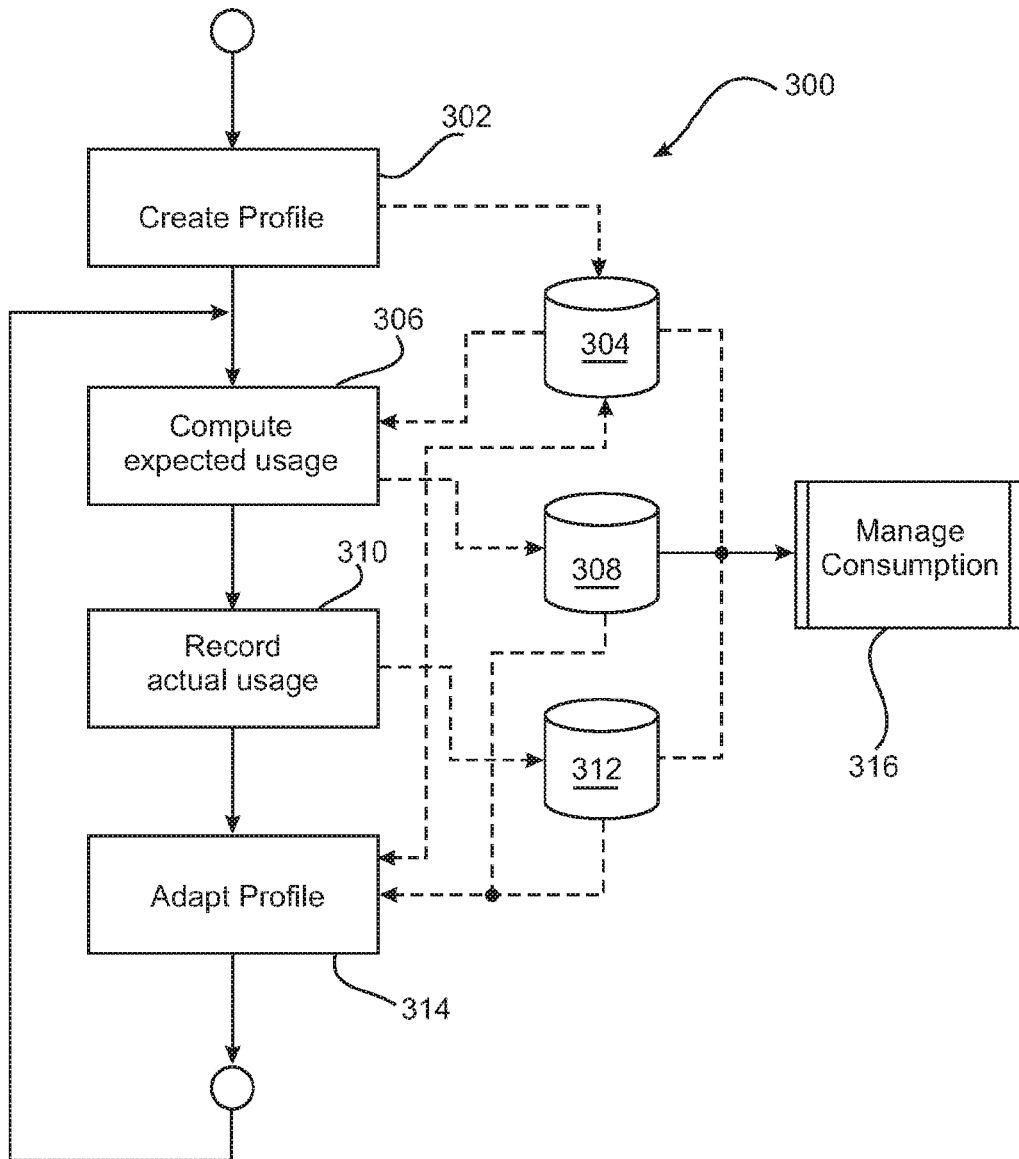 300
302
Create Profile
304
306
Compute
expected usage
308
Manage
Consumption
310
Record
actual usage
312
316
Adapt Profile
314